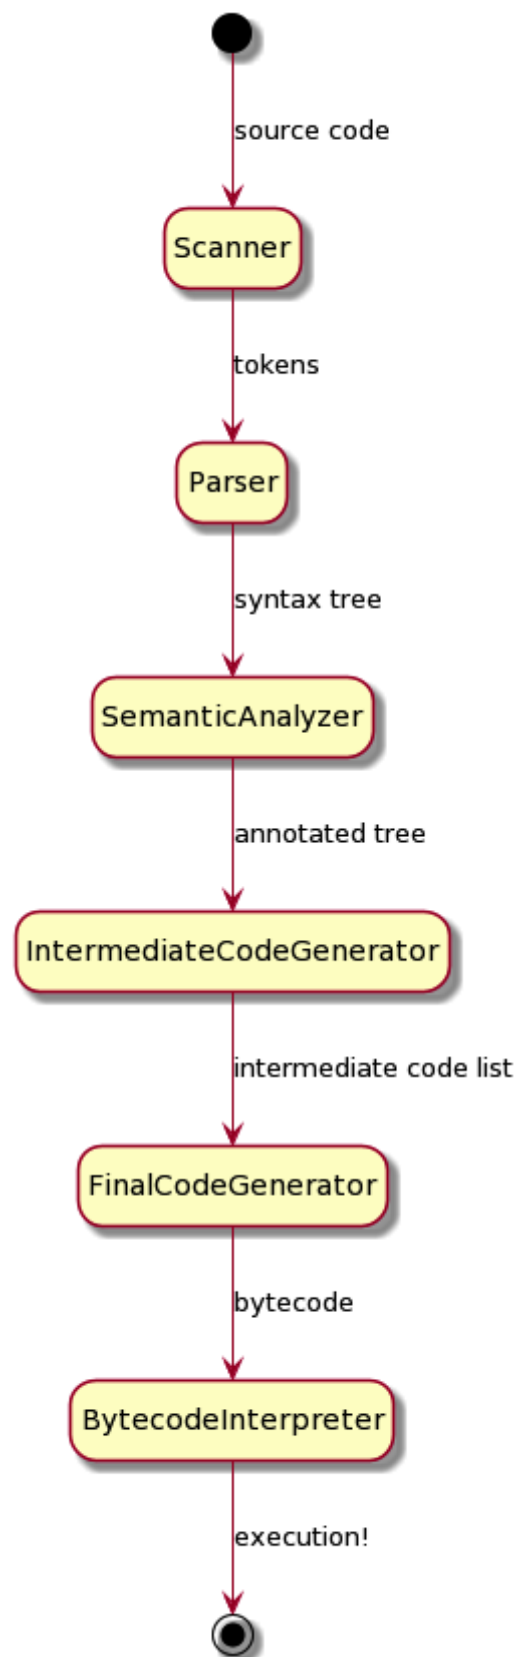 source code
Scanner
tokens
Parser
syntax tree
SemanticAnalyzer
annotated tree
IntermediateCodeGenerator
intermediate code list
FinalCodeGenerator
bytecode
BytecodeInterpreter
execution!